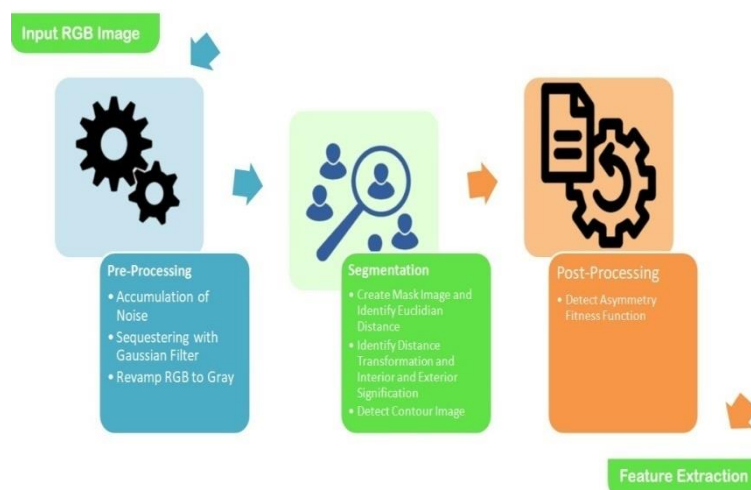 Input RGB Image
Pre-Processing
• Accumulation of
Noise
• Sequestering with
Gaussian Filter
• Revamp RGB to Gray
Segmentation
• Create Mask Image and
Identify Euclidian
Distance
• Identify Distance
Transformation and
Interior and Exterior
Signification
• Detect Contour Image
Post-Processing
• Detect Asymmetry
Fitness Function
Feature Extraction